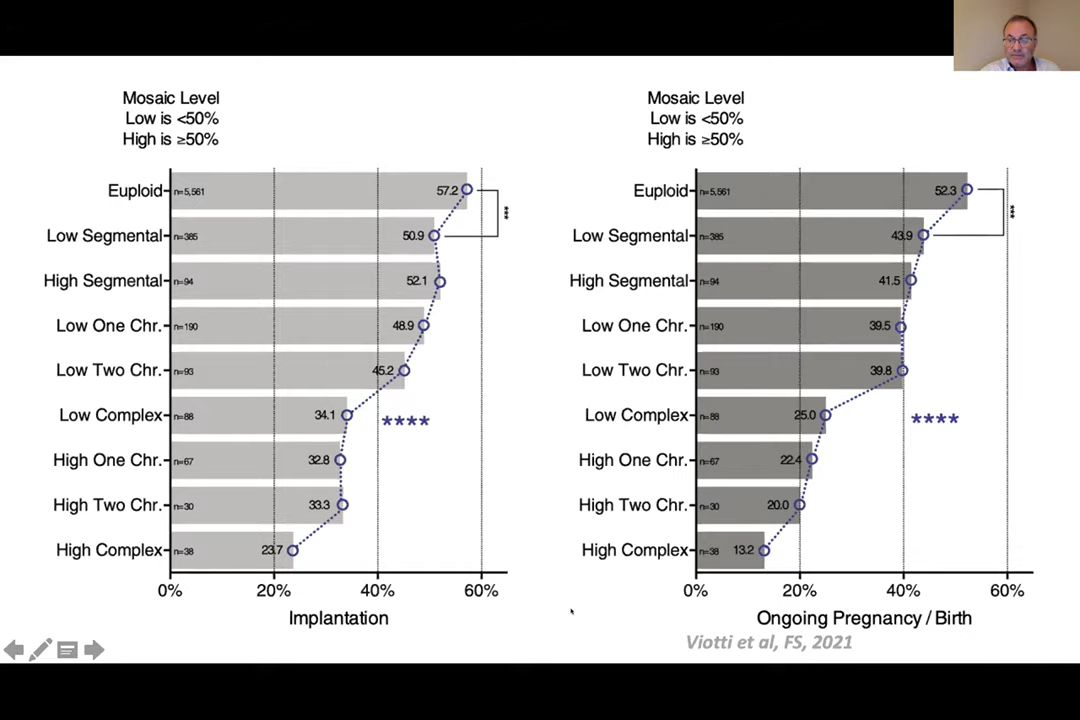 Mosaic Level
Low is <50%
High is ≥50%
Euploid
n=5,561
57.2
***
Low Segmental
n=385
50.9
High Segmental
n=94
52.1
Low One Chr.
n=190
48.9
Low Two Chr.
n=93
45.2
Low Complex
n=88
34.1
****
High One Chr.
n=67
32.8
High Two Chr.
n=30
33.3
High Complex
n=38
23.7
0% 20% 40% 60%
Implantation
Mosaic Level
Low is <50%
High is ≥50%
Euploid
n=5,561
52.3
***
Low Segmental
n=385
43.9
High Segmental
n=94
41.5
Low One Chr.
n=190
39.5
Low Two Chr.
n=93
39.8
Low Complex
n=88
25.0
****
High One Chr.
n=67
22.4
High Two Chr.
n=30
20.0
High Complex
n=38
13.2
0% 20% 40% 60%
Ongoing Pregnancy / Birth
Viotti et al, FS, 2021